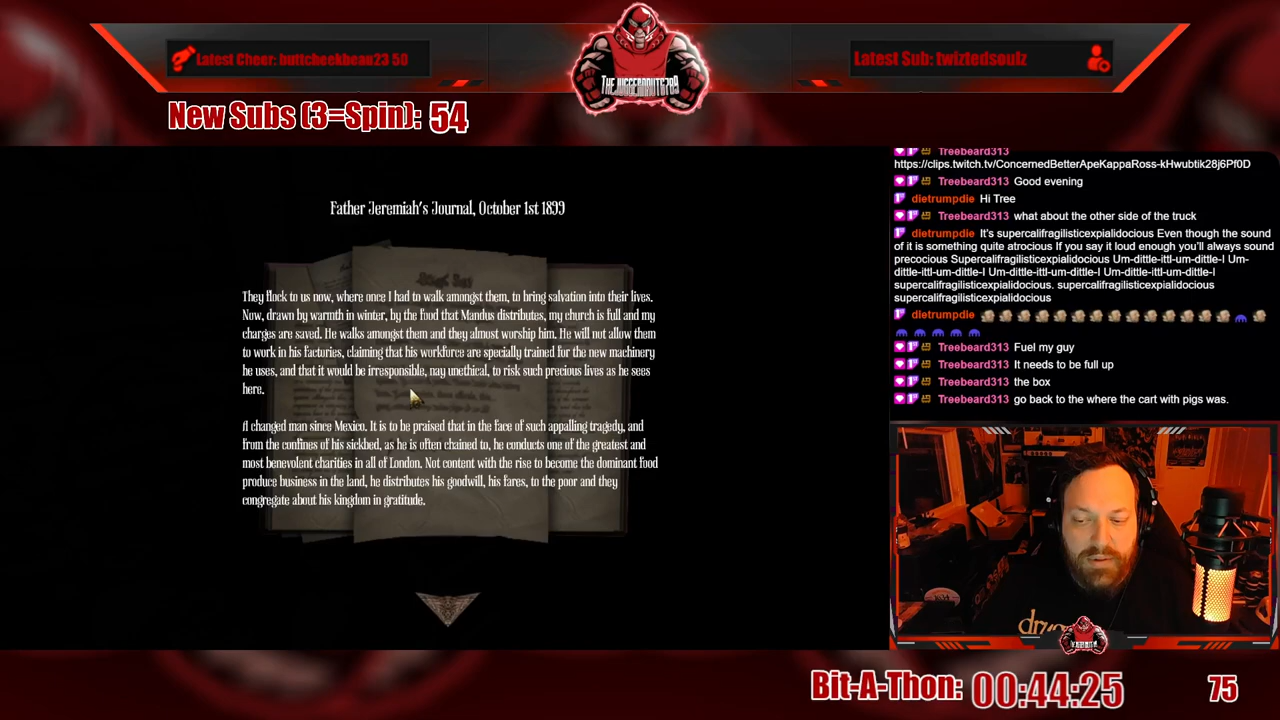 Latest Cheer: buttcheekbeau23 50
THEJUGGERNAUT6789
Latest Sub: twiztedsoulz
New Subs (3=Spin): 54
Father Jeremiah's Journal, October 1st 1899
They flock to us now, where once I had to walk amongst them, to bring salvation into their lives.
Now, drawn by warmth in winter, by the food that Mandus distributes, my church is full and my
charges are saved. He walks amongst them and they almost worship him. He will not allow them
to work in his factories, claiming that his workforce are specially trained for the new machinery
he uses, and that it would be irresponsible, nay unethical, to risk such precious lives as he sees
here.
A changed man since Mexico. It is to be praised that in the face of such appalling tragedy, and
from the confines of his sickbed, as he is often chained to, he conducts one of the greatest and
most benevolent charities in all of London. Not content with the rise to become the dominant food
produce business in the land, he distributes his goodwill, his fares, to the poor and they
congregate about his kingdom in gratitude.
Treebeard313
https://clips.twitch.tv/ConcernedBetterApeKappaRoss-kHwubtik28j6Pf0D
Treebeard313 Good evening
dietrumpdie Hi Tree
Treebeard313 what about the other side of the truck
dietrumpdie It's supercalifragilisticexpialidocious Even though the sound
of it is something quite atrocious If you say it loud enough you'll always sound
precocious Supercalifragilisticexpialidocious Um-dittle-ittl-um-dittle-I Um-
dittle-ittl-um-dittle-I Um-dittle-ittl-um-dittle-I
supercalifragilisticexpialidocious. supercalifragilisticexpialidocious
supercalifragilisticexpialidocious
dietrumpdie
Treebeard313 Fuel my guy
Treebeard313 It needs to be full up
Treebeard313 the box
Treebeard313 go back to the where the cart with pigs was.
Bit-A-Thon: 00:44:25
75